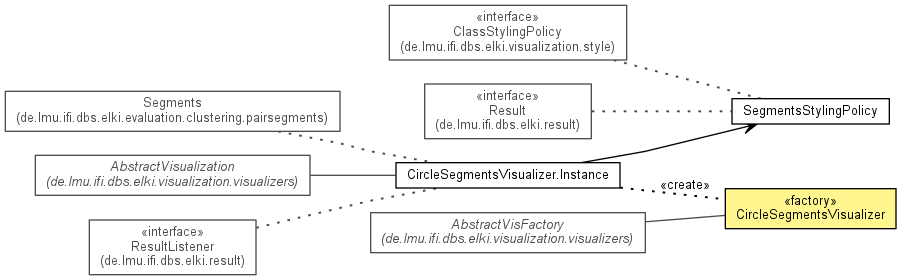 «interface»
ClassStylingPolicy
(de.lmu.ifi.dbs.elki.visualization.style)
«interface»
Result
(de.lmu.ifi.dbs.elki.result)
SegmentsStylingPolicy
Segments
(de.lmu.ifi.dbs.elki.evaluation.clustering.pairsegments)
AbstractVisualization
(de.lmu.ifi.dbs.elki.visualization.visualizers)
CircleSegmentsVisualizer.Instance
«create»
«factory»
CircleSegmentsVisualizer
AbstractVisFactory
(de.lmu.ifi.dbs.elki.visualization.visualizers)
«interface»
ResultListener
(de.lmu.ifi.dbs.elki.result)